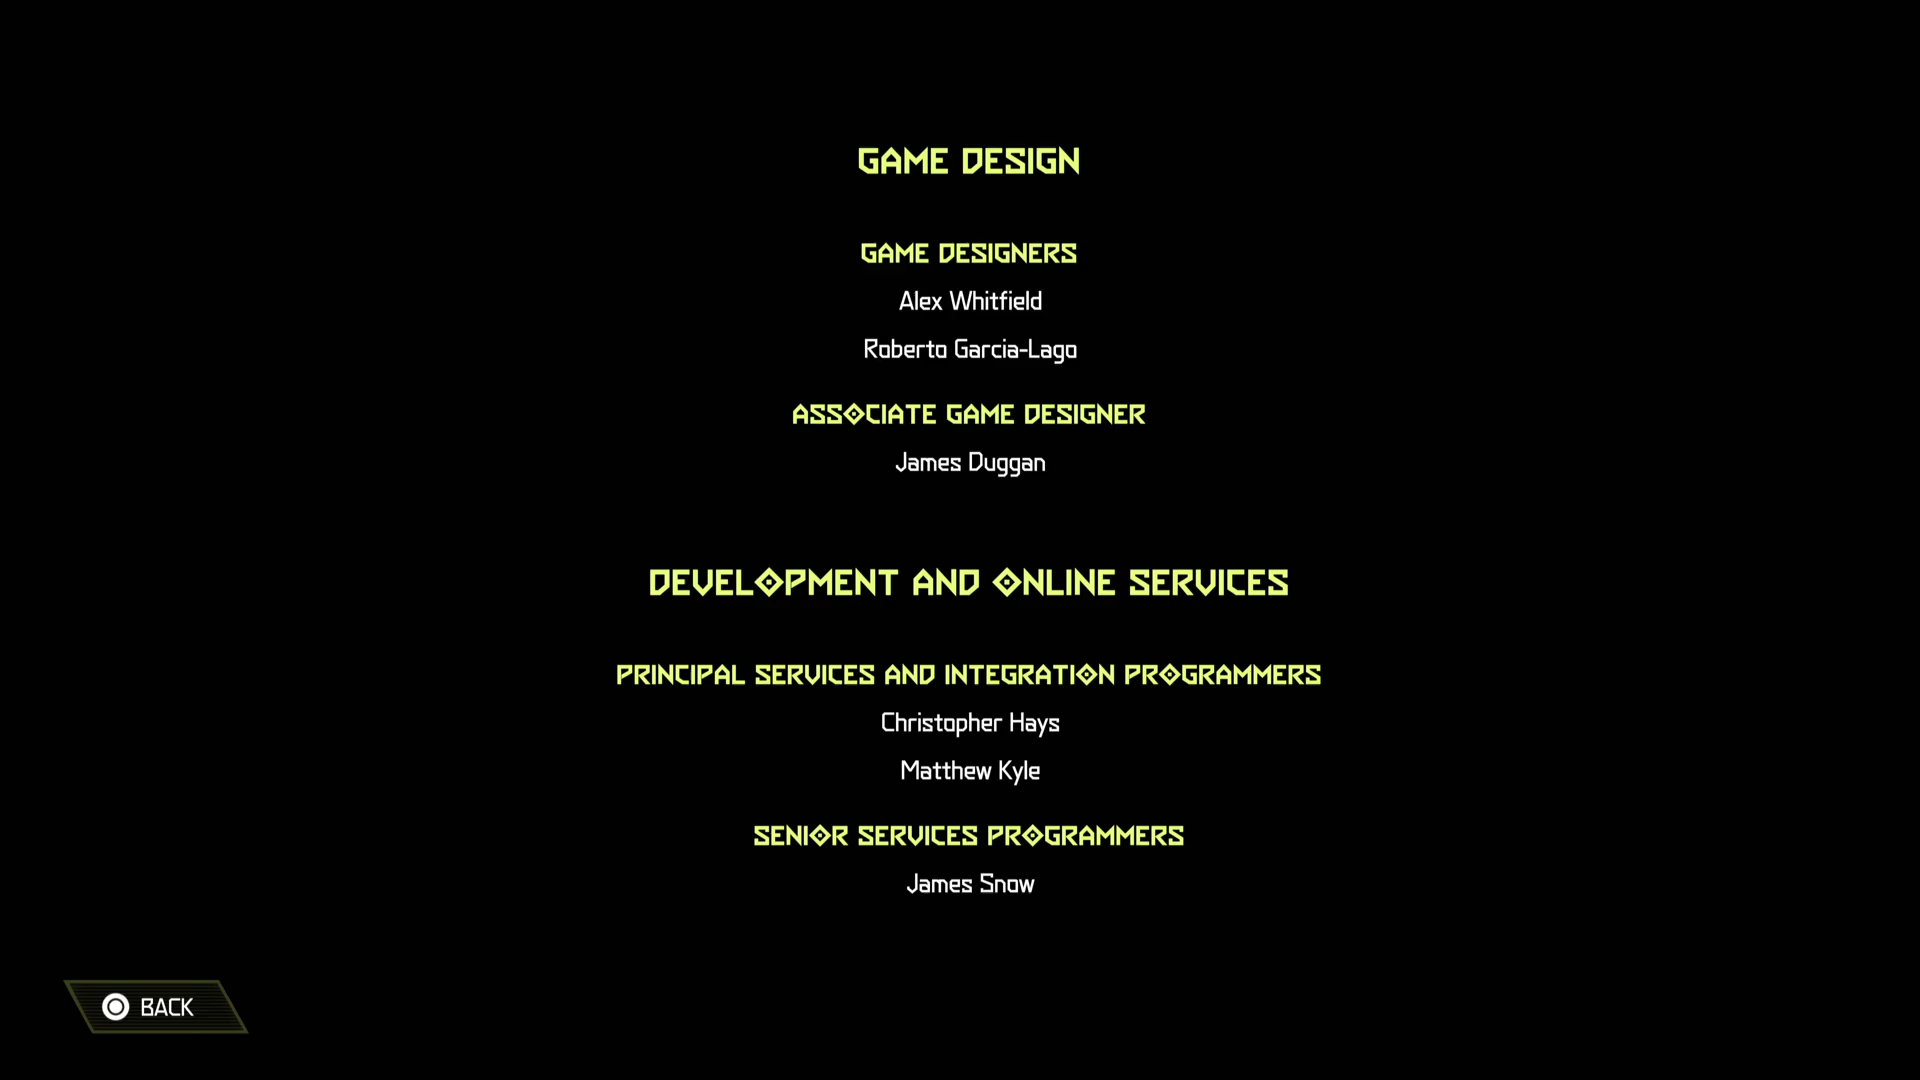 GAME DESIGN
GAME DESIGNERS
Alex Whitfield
Roberto Garcia-Lago
ASSOCIATE GAME DESIGNER
James Duggan
DEVELOPMENT AND ONLINE SERVICES
PRINCIPAL SERVICES AND INTEGRATION PROGRAMMERS
Christopher Hays
Matthew Kyle
SENIOR SERVICES PROGRAMMERS
James Snow
BACK